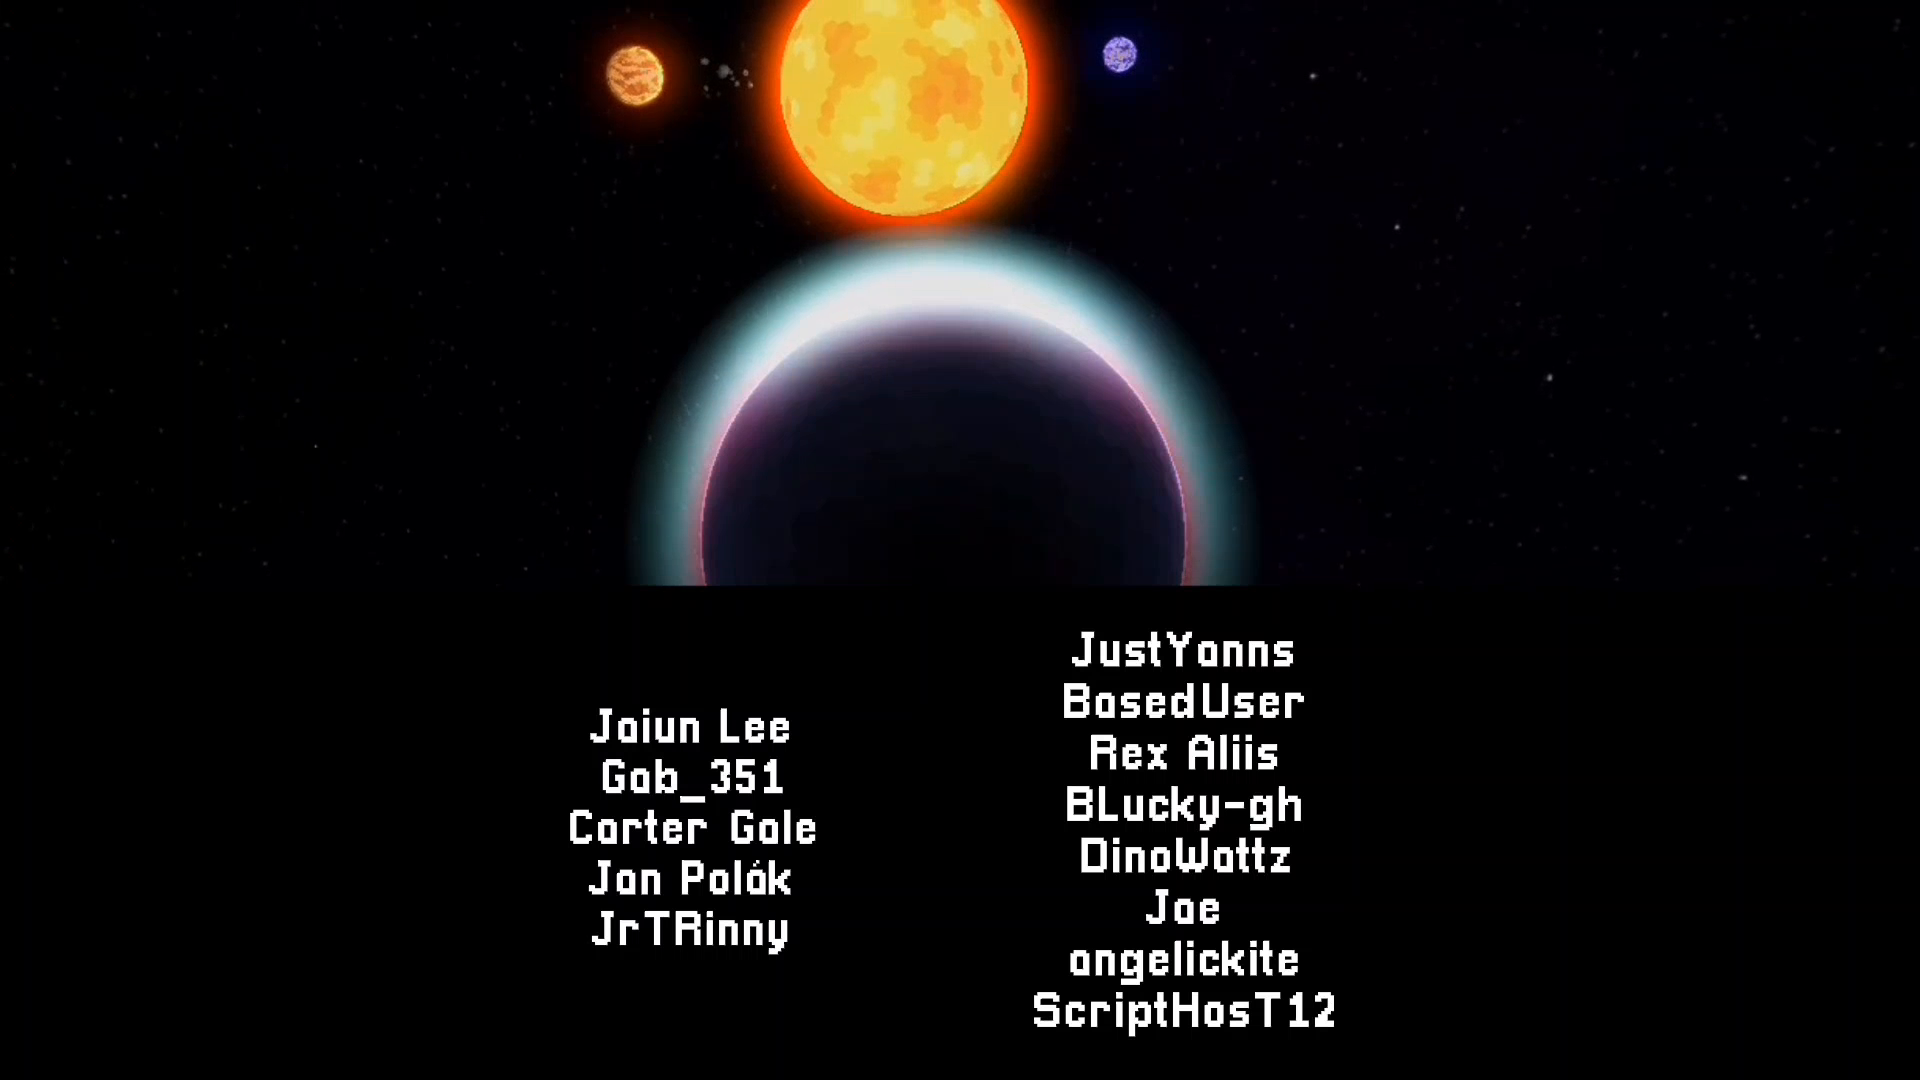 Jaiun Lee
Gab_351
Carter Gale
Jan Polák
JrTRinny
JustYanns
BasedUser
Rex Aliis
BLucky-gh
DinoWattz
Jae
angelickite
ScriptHosT12